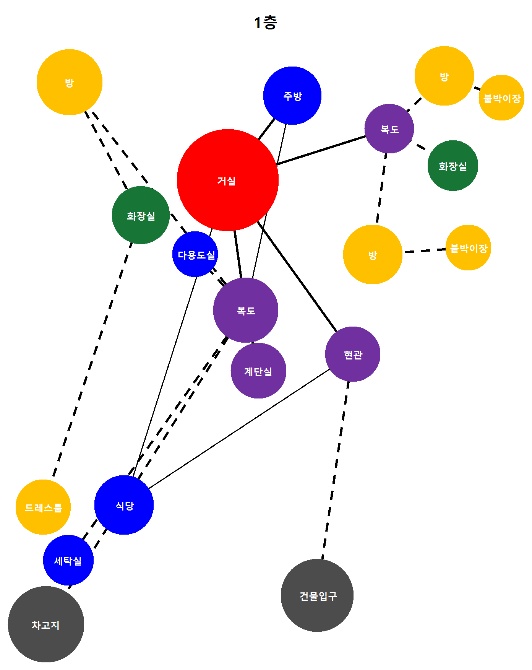 1층
방
주방
방
붙박이장
복도
화장실
거실
화장실
다용도실
방
붙박이장
복도
계단실
현관
드레스룸
식당
세탁실
차고지
건물입구